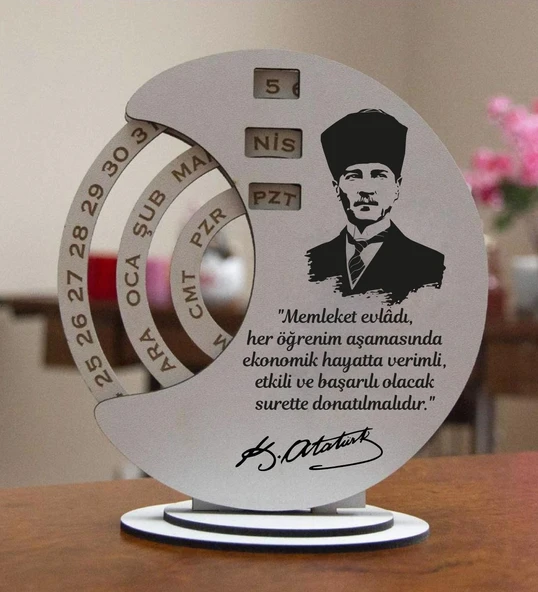 5 6
NİS
PZT
25 26 27 28 29 30 31
ARA OCA ŞUB MA
CMT PZR
"Memleket evlâdı,
her öğrenim aşamasında
ekonomik hayatta verimli,
etkili ve başarılı olacak
surette donatılmalıdır."
K. Atatürk